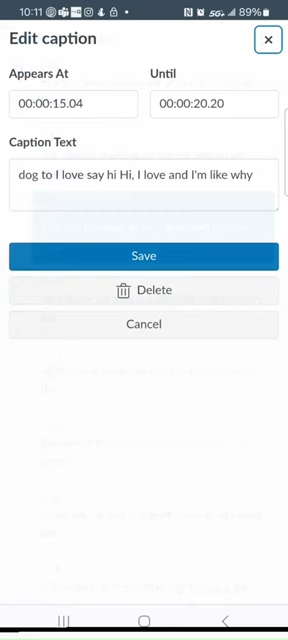 10:11 5G+ 89%
Edit caption
×
Appears At Until
00:00:15.04 00:00:20.20
Caption Text
dog to I love say hi Hi, I love and I'm like why
Save
Delete
Cancel